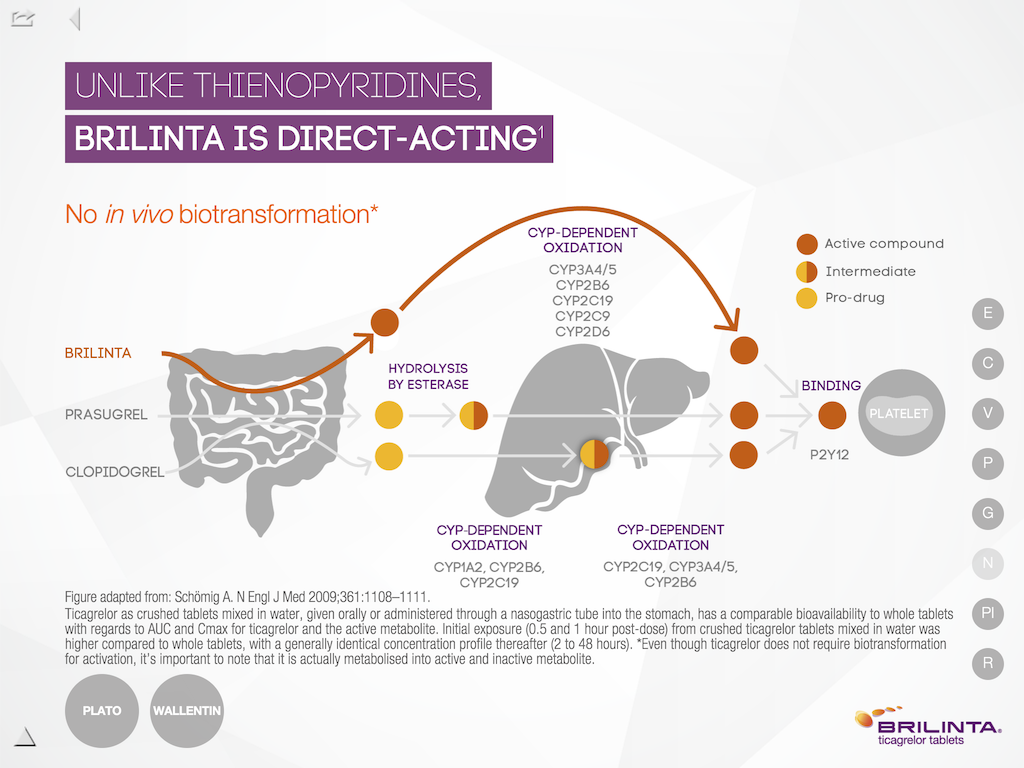 UNLIKE THIENOPYRIDINES,
BRILINTA IS DIRECT-ACTING1
No in vivo biotransformation*
CYP-DEPENDENT
OXIDATION
CYP3A4/5
CYP2B6
CYP2C19
CYP2C9
CYP2D6
Active compound
Intermediate
Pro-drug
BRILINTA
PRASUGREL
CLOPIDOGREL
HYDROLYSIS
BY ESTERASE
BINDING
PLATELET
P2Y12
CYP-DEPENDENT
OXIDATION
CYP1A2, CYP2B6,
CYP2C19
CYP-DEPENDENT
OXIDATION
CYP2C19, CYP3A4/5,
CYP2B6
E
C
V
P
G
N
PI
R
Figure adapted from: Schömig A. N Engl J Med 2009;361:1108–1111.
Ticagrelor as crushed tablets mixed in water, given orally or administered through a nasogastric tube into the stomach, has a comparable bioavailability to whole tablets
with regards to AUC and Cmax for ticagrelor and the active metabolite. Initial exposure (0.5 and 1 hour post-dose) from crushed ticagrelor tablets mixed in water was
higher compared to whole tablets, with a generally identical concentration profile thereafter (2 to 48 hours). *Even though ticagrelor does not require biotransformation
for activation, it's important to note that it is actually metabolised into active and inactive metabolite.
PLATO
WALLENTIN
BRILINTA®
ticagrelor tablets